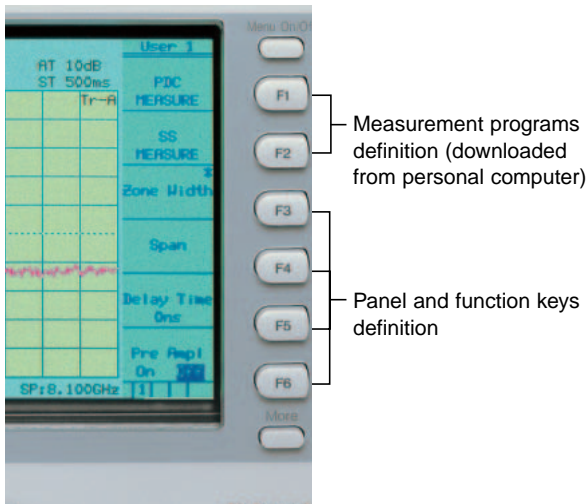 Menu On/Off
User 1
AT 10dB
ST 500ms
Tr-A
PDC
MEASURE
F1
SS
MEASURE
F2
*
Zone Width
F3
Span
F4
Delay Time
0ns
F5
Pre Ampl
On Off
F6
SP:8.100GHz
[1]
More
Measurement programs
definition (downloaded
from personal computer)
Panel and function keys
definition